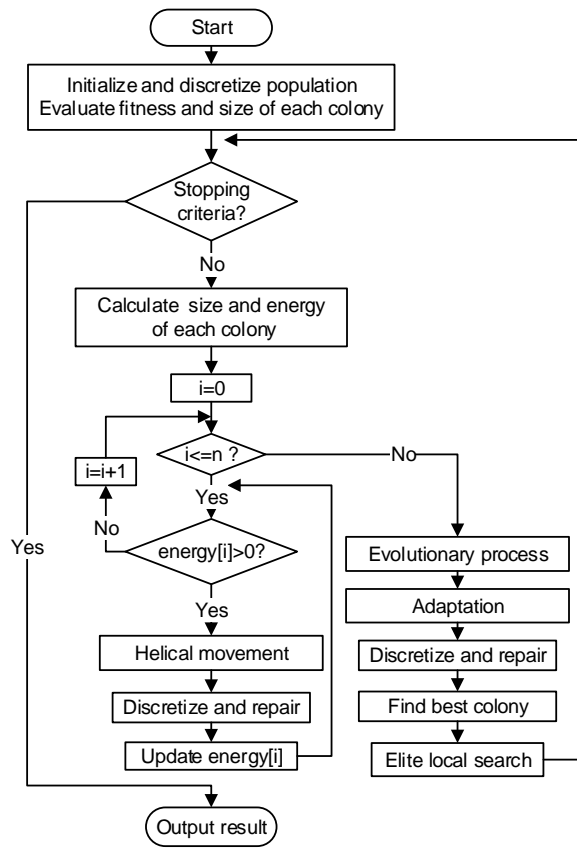 Start
Initialize and discretize population
Evaluate fitness and size of each colony
Stopping
criteria?
No
Calculate size and energy
of each colony
i=0
i<=n ?
No
i=i+1
Yes
No
energy[i]>0?
Yes
Evolutionary process
Yes
Adaptation
Helical movement
Discretize and repair
Discretize and repair
Find best colony
Update energy[i]
Elite local search
Output result